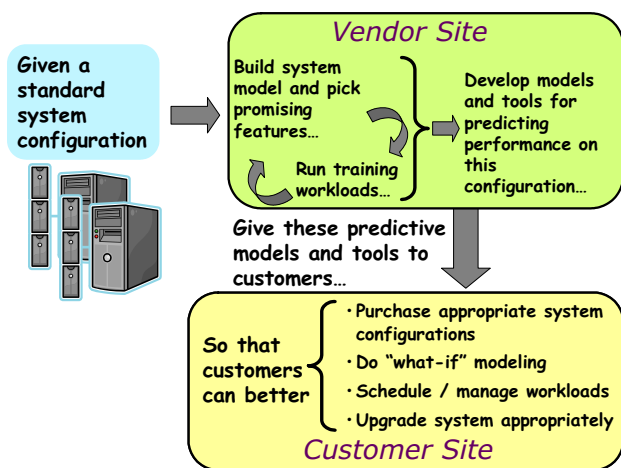 Given a
standard
system
configuration
Vendor Site
Build system
model and pick
promising
features…
Run training
workloads…
Develop models
and tools for
predicting
performance on
this
configuration…
Give these predictive
models and tools to
customers…
So that
customers
can better
· Purchase appropriate system
configurations
· Do “what-if” modeling
· Schedule / manage workloads
· Upgrade system appropriately
Customer Site